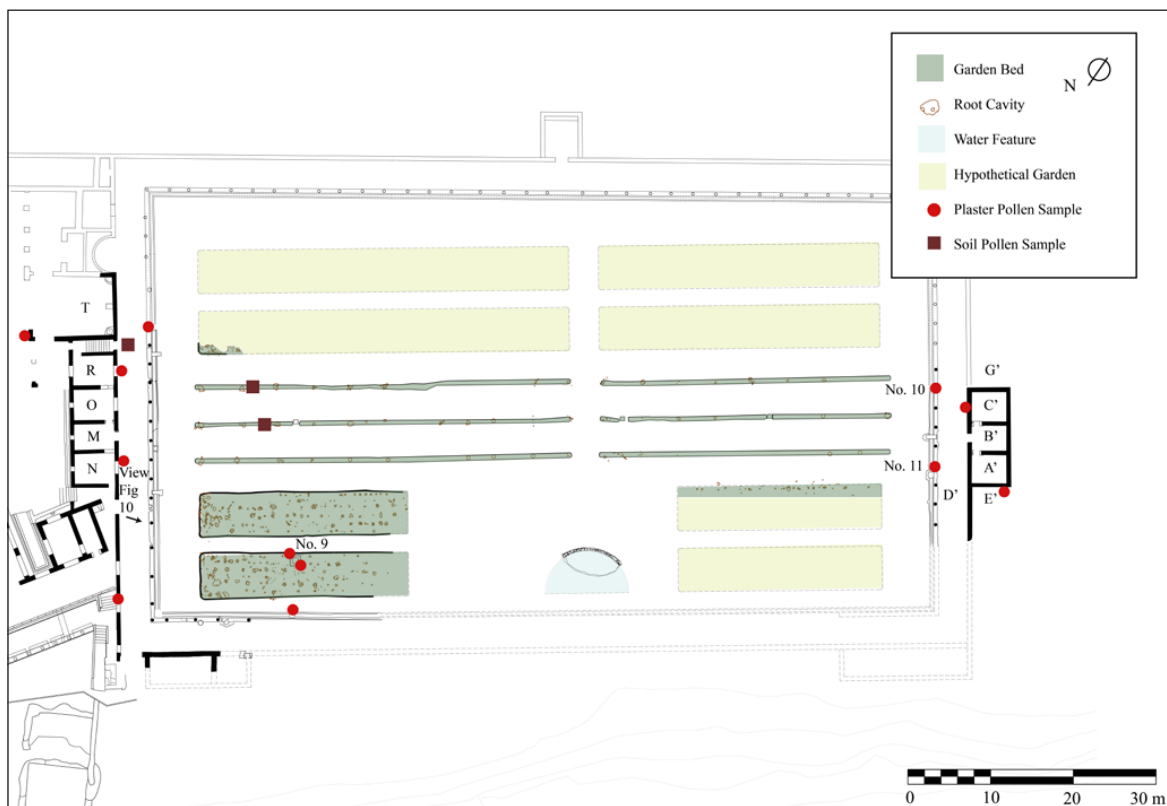 Garden Bed
N
Root Cavity
Water Feature
Hypothetical Garden
Plaster Pollen Sample
Soil Pollen Sample
T
R
O
M
N
View
Fig
10
No. 9
No. 10
No. 11
G'
C'
B'
A'
D'
E'
0 10 20 30 m